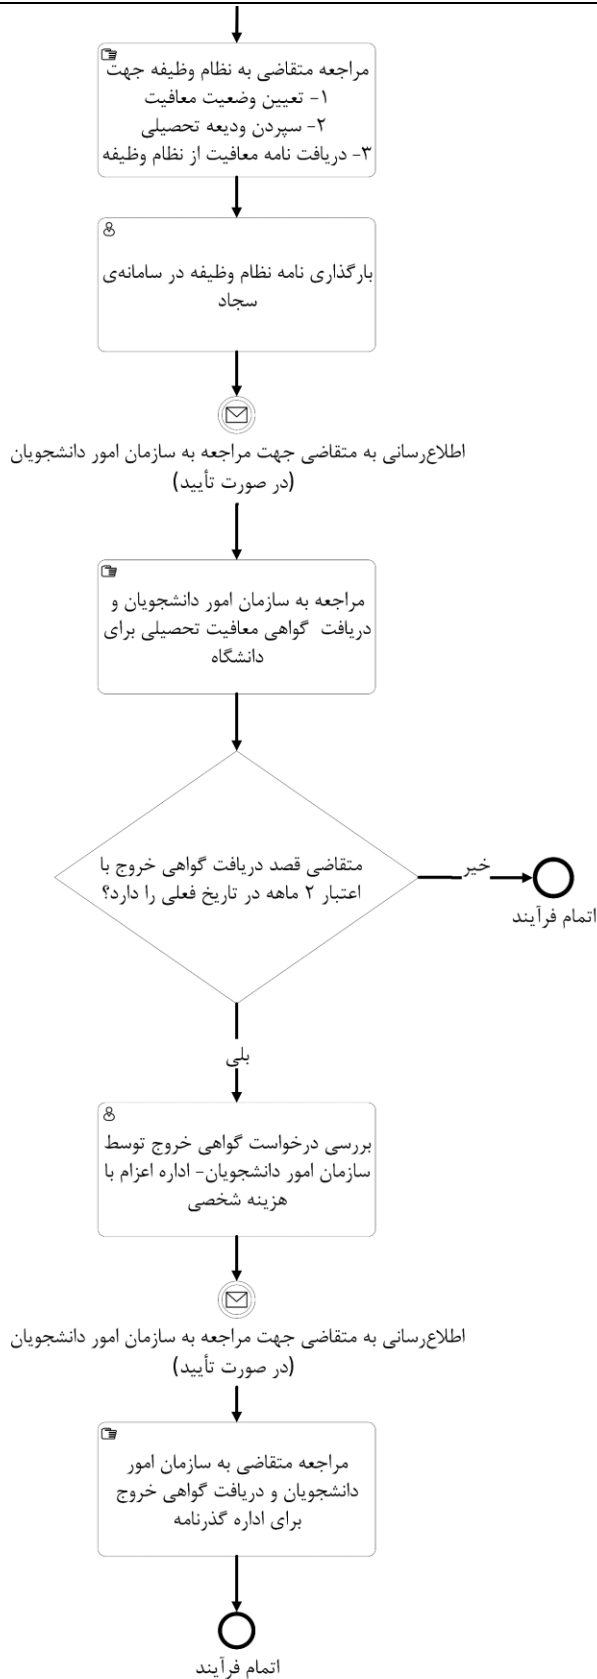 مراجعه متقاضی به نظام وظیفه جهت
۱- تعیین وضعیت معافیت
۲- سپردن ودیعه تحصیلی
۳- دریافت نامه معافیت از نظام وظیفه
بارگذاری نامه نظام وظیفه در سامانه‌ی
سجاد
اطلاع‌رسانی به متقاضی جهت مراجعه به سازمان امور دانشجویان
(در صورت تأیید)
مراجعه به سازمان امور دانشجویان و
دریافت گواهی معافیت تحصیلی برای
دانشگاه
متقاضی قصد دریافت گواهی خروج با
اعتبار ۲ ماهه در تاریخ فعلی را دارد؟
خیر
اتمام فرآیند
بلی
بررسی درخواست گواهی خروج توسط
سازمان امور دانشجویان- اداره اعزام با
هزینه شخصی
اطلاع‌رسانی به متقاضی جهت مراجعه به سازمان امور دانشجویان
(در صورت تأیید)
مراجعه متقاضی به سازمان امور
دانشجویان و دریافت گواهی خروج
برای اداره گذرنامه
اتمام فرآیند